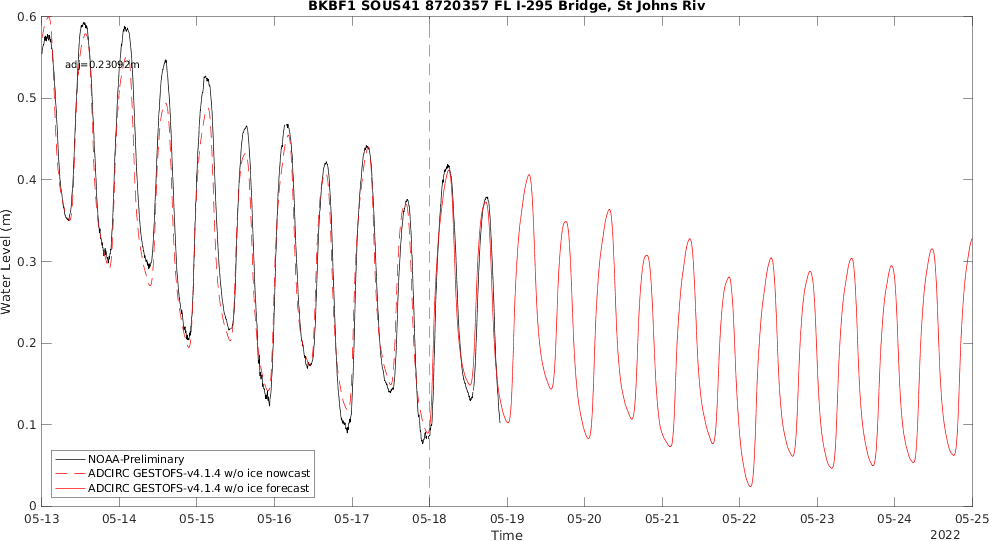 BKBF1 SOUS41 8720357 FL I-295 Bridge, St Johns Riv
0.6
adj=0.23092m
0.5
0.4
0.3
0.2
0.1
0
Water Level (m)
NOAA-Preliminary
ADCIRC GESTOFS-v4.1.4 w/o ice nowcast
ADCIRC GESTOFS-v4.1.4 w/o ice forecast
05-13 05-14 05-15 05-16 05-17 05-18 05-19 05-20 05-21 05-22 05-23 05-24 05-25
Time
2022